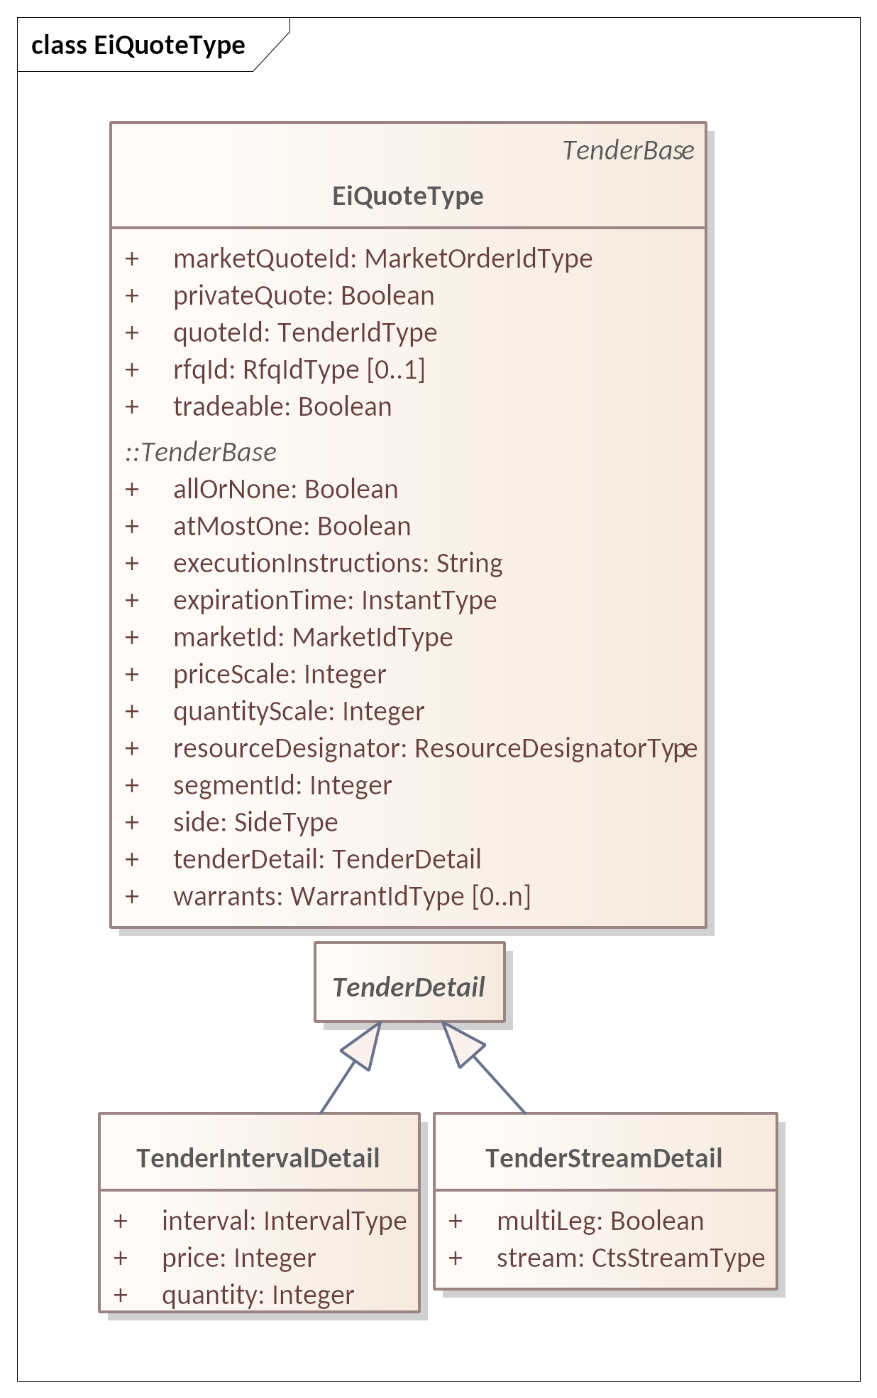 class EiQuoteType
TenderBase
EiQuoteType
+ marketQuoteId: MarketOrderIdType
+ privateQuote: Boolean
+ quoteId: TenderIdType
+ rfqId: RfqIdType [0..1]
+ tradeable: Boolean
::TenderBase
+ allOrNone: Boolean
+ atMostOne: Boolean
+ executionInstructions: String
+ expirationTime: InstantType
+ marketId: MarketIdType
+ priceScale: Integer
+ quantityScale: Integer
+ resourceDesignator: ResourceDesignatorType
+ segmentId: Integer
+ side: SideType
+ tenderDetail: TenderDetail
+ warrants: WarrantIdType [0..n]
TenderDetail
TenderIntervalDetail
+ interval: IntervalType
+ price: Integer
+ quantity: Integer
TenderStreamDetail
+ multiLeg: Boolean
+ stream: CtsStreamType